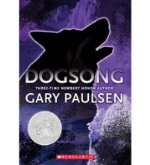 DOGSONG
THREE-TIME NEWBERY HONOR AUTHOR
GARY PAULSEN
SCHOLASTIC